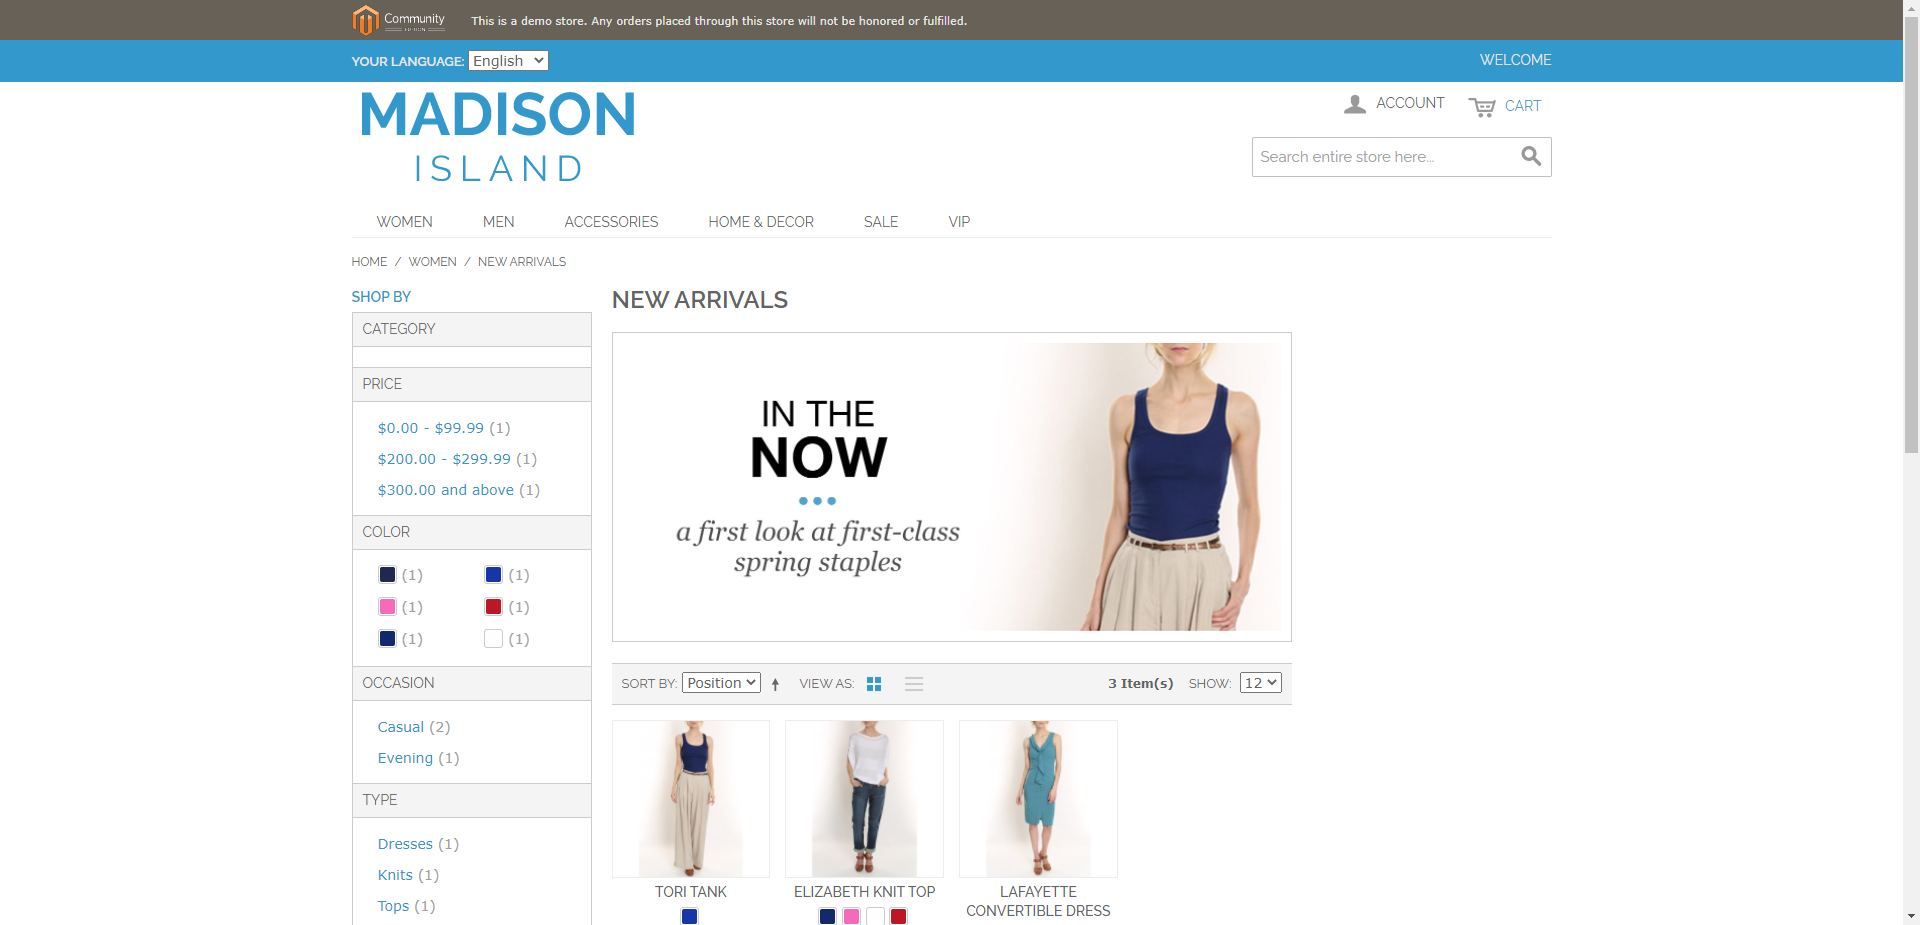 Community
EDITION
This is a demo store. Any orders placed through this store will not be honored or fulfilled.
YOUR LANGUAGE: English
WELCOME
MADISON
ISLAND
ACCOUNT
CART
Search entire store here...
WOMEN MEN ACCESSORIES HOME & DECOR SALE VIP
HOME / WOMEN / NEW ARRIVALS
SHOP BY
CATEGORY
PRICE
$0.00 - $99.99 (1)
$200.00 - $299.99 (1)
$300.00 and above (1)
COLOR
(1) (1)
(1) (1)
(1) (1)
OCCASION
Casual (2)
Evening (1)
TYPE
Dresses (1)
Knits (1)
Tops (1)
NEW ARRIVALS
IN THE
NOW
a first look at first-class
spring staples
SORT BY: Position VIEW AS: 3 Item(s) SHOW: 12
TORI TANK
ELIZABETH KNIT TOP
LAFAYETTE
CONVERTIBLE DRESS